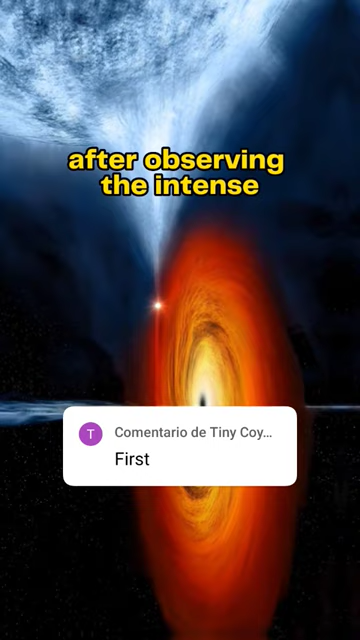 after observing
the intense
T
Comentario de Tiny Coy...
First